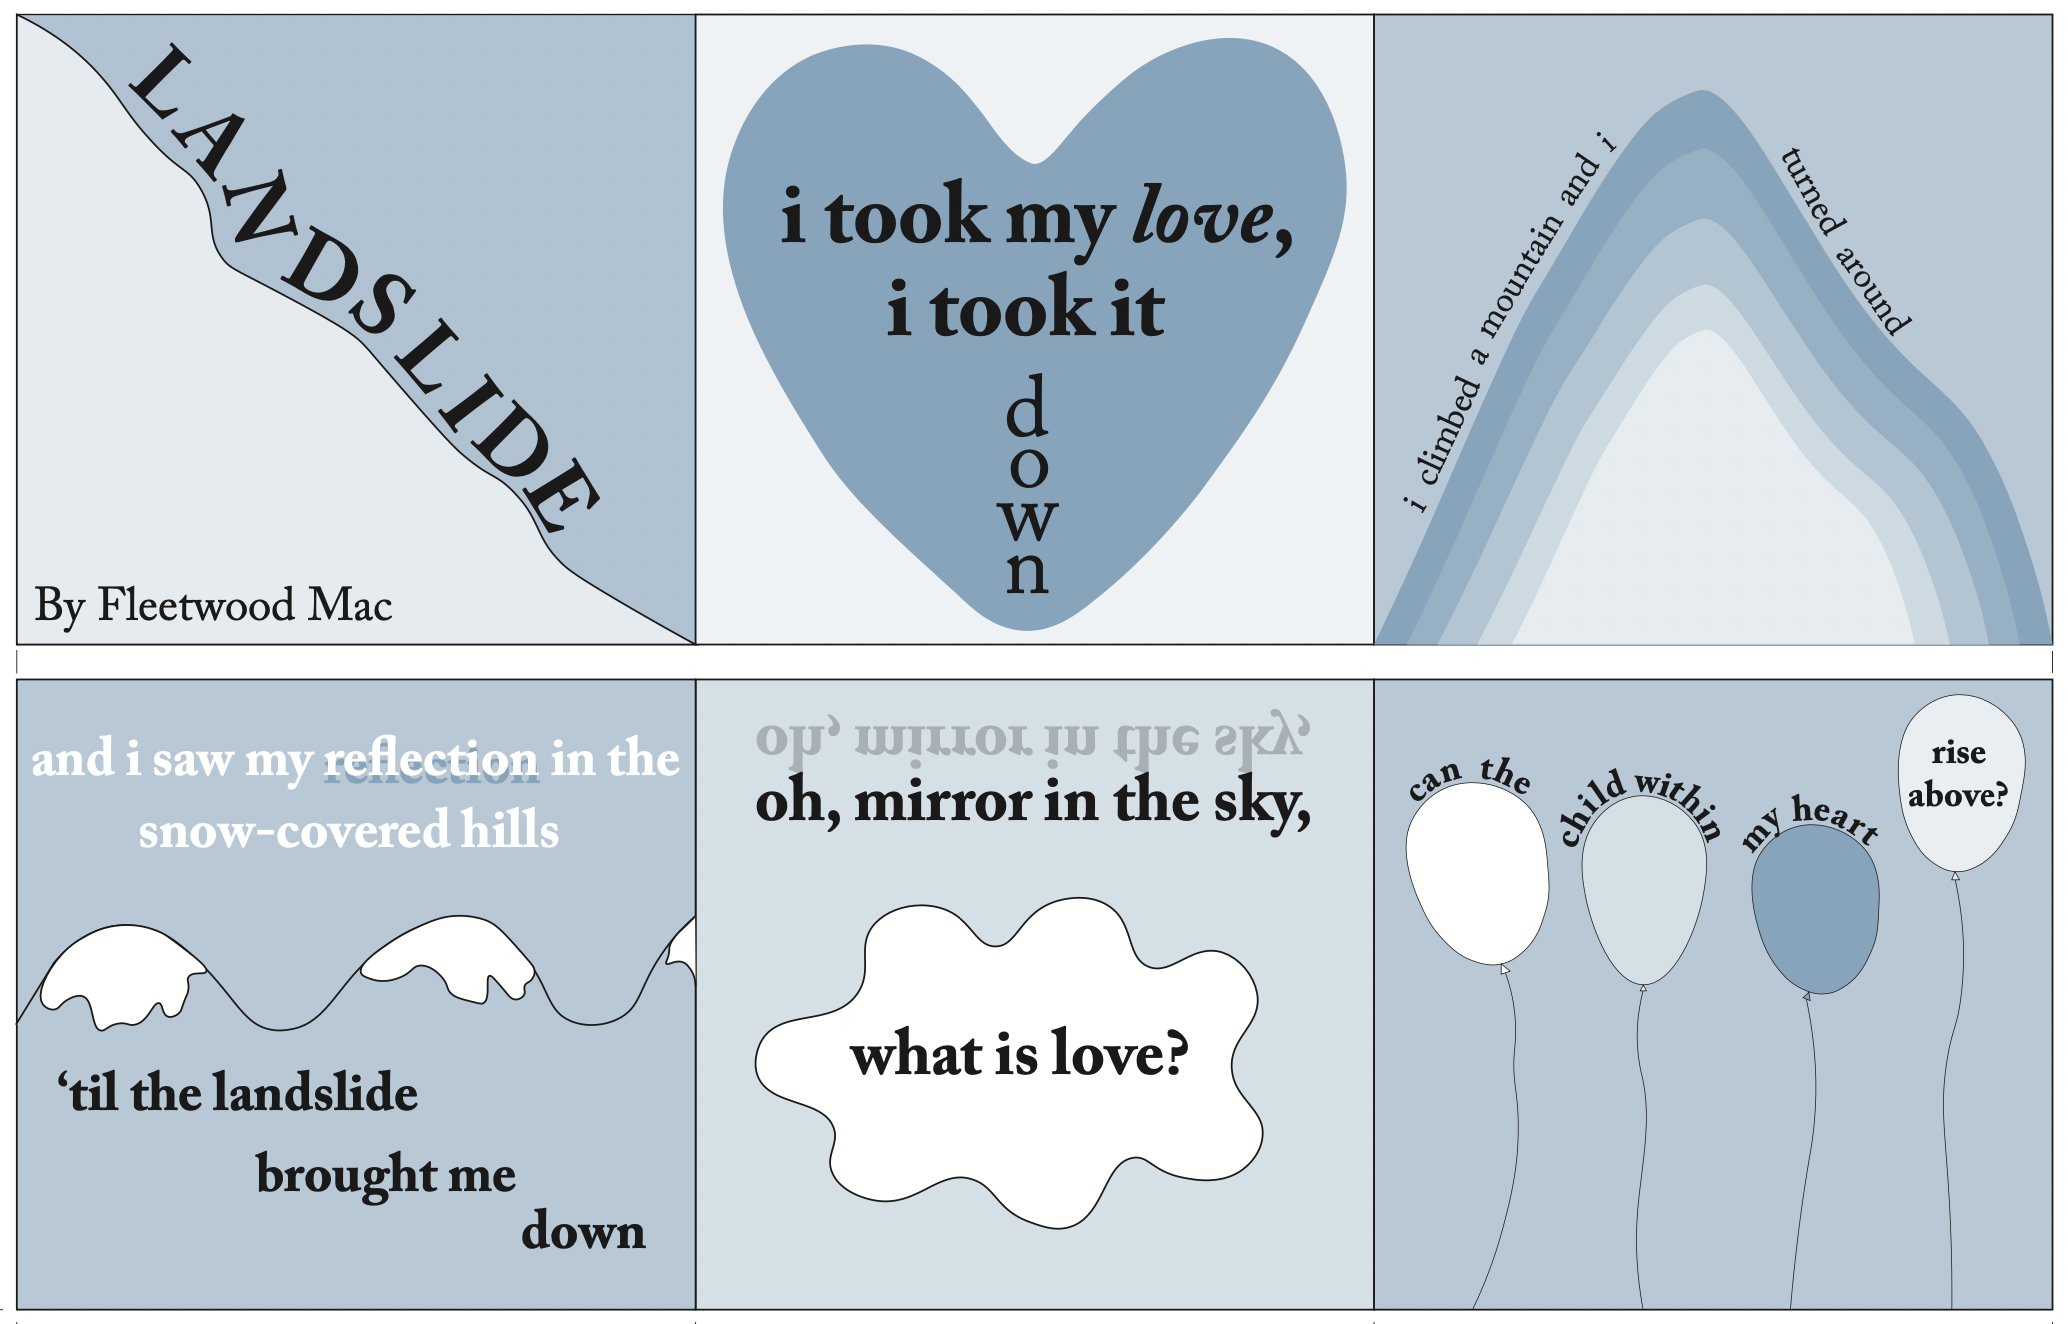 LANDSLIDE
By Fleetwood Mac
i took my love,
i took it
d
o
w
n
i climbed a mountain and i
turned around
and i saw my reflection in the
reflection
snow-covered hills
‘til the landslide
brought me
down
oh, mirror in the sky,
oh, mirror in the sky,
what is love?
can the
child within
my heart
rise
above?